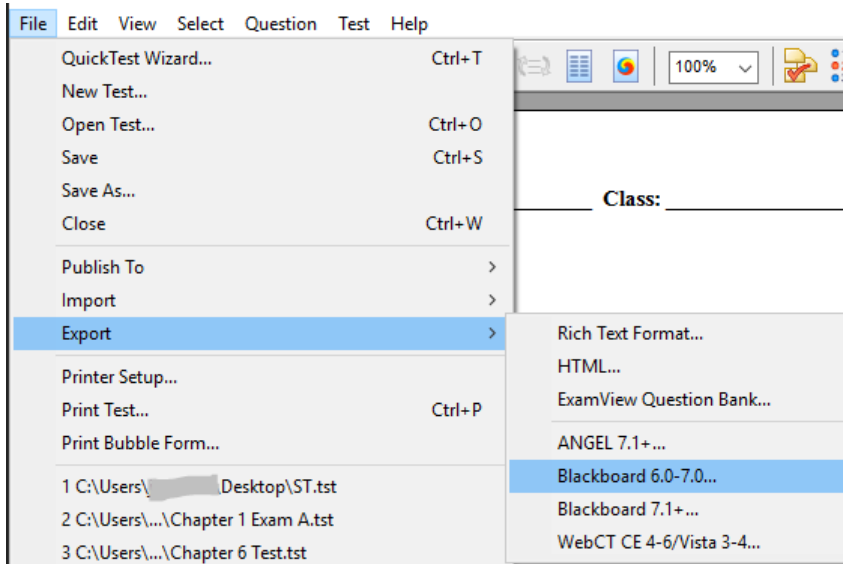 File Edit View Select Question Test Help
QuickTest Wizard... Ctrl+T
New Test...
Open Test... Ctrl+O
Save Ctrl+S
Save As...
Close Ctrl+W
Publish To >
Import >
Export >
Printer Setup...
Print Test... Ctrl+P
Print Bubble Form...
1 C:\Users\ \Desktop\ST.tst
2 C:\Users\...\Chapter 1 Exam A.tst
3 C:\Users\...\Chapter 6 Test.tst
100%
Class:
Rich Text Format...
HTML...
ExamView Question Bank...
ANGEL 7.1+...
Blackboard 6.0-7.0...
Blackboard 7.1+...
WebCT CE 4-6/Vista 3-4...